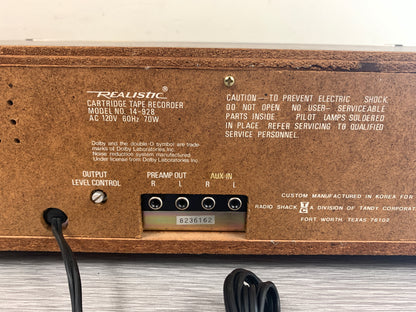 REALISTIC®
CARTRIDGE TAPE RECORDER
MODEL NO. 14-928
AC 120V 60Hz 70W
Dolby and the double-D symbol are trade-
marks of Dolby Laboratories Inc.
Noise reduction system manufactured
Under license from Dolby Laboratories Inc.
CAUTION - TO PREVENT ELECTRIC SHOCK
DO NOT OPEN. NO USER- SERVICEABLE
PARTS INSIDE. PILOT LAMPS SOLDERED
IN PLACE. REFER SERVICING TO QUALIFIED
SERVICE PERSONNEL.
OUTPUT
LEVEL CONTROL
PREAMP OUT
R L
AUX-IN
R L
8236162
CUSTOM MANUFACTURED IN KOREA FOR
RADIO SHACK A DIVISION OF TANDY CORPORAT
FORT WORTH, TEXAS 76102